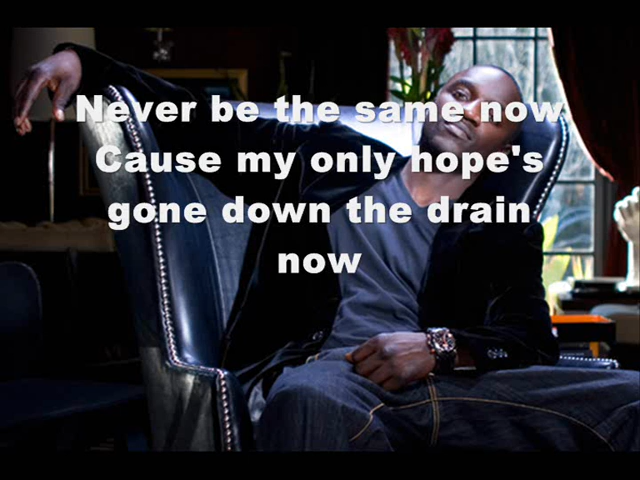 Never be the same now
Cause my only hope's
gone down the drain
now